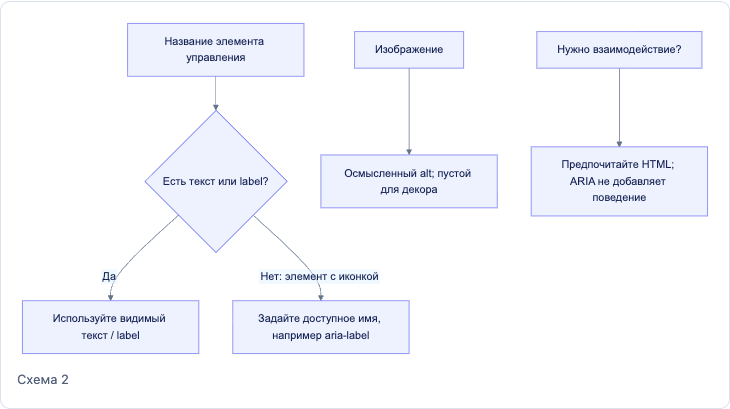 Название элемента
управления
Изображение
Нужно взаимодействие?
Есть текст или label?
Осмысленный alt; пустой
для декора
Предпочитайте HTML;
ARIA не добавляет
поведение
Да
Нет: элемент с иконкой
Используйте видимый
текст / label
Задайте доступное имя,
например aria-label
Схема 2